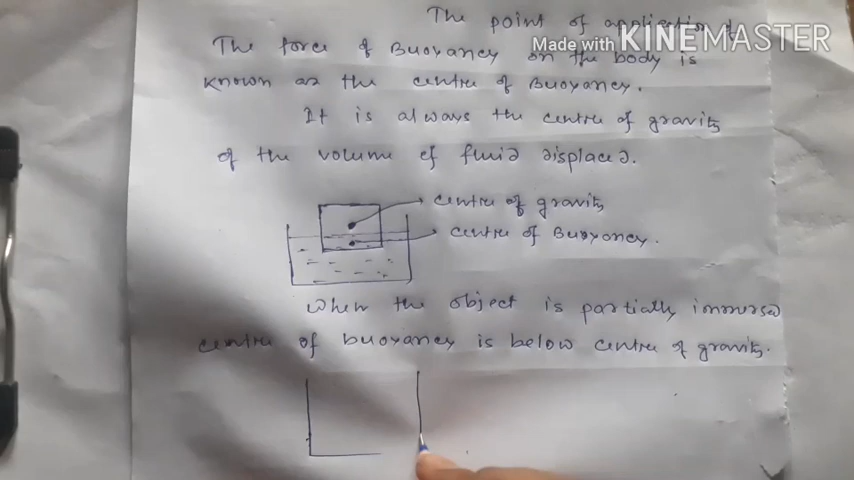 The point of application of
The force of Buoyancy on the body is
known as the centre of Buoyancy.
It is always the centre of gravity
of the volume of fluid displaced.
centre of gravity
centre of Buoyancy.
when the object is partially immersed
centre of buoyancy is below centre of gravity.
Made with KINEMASTER